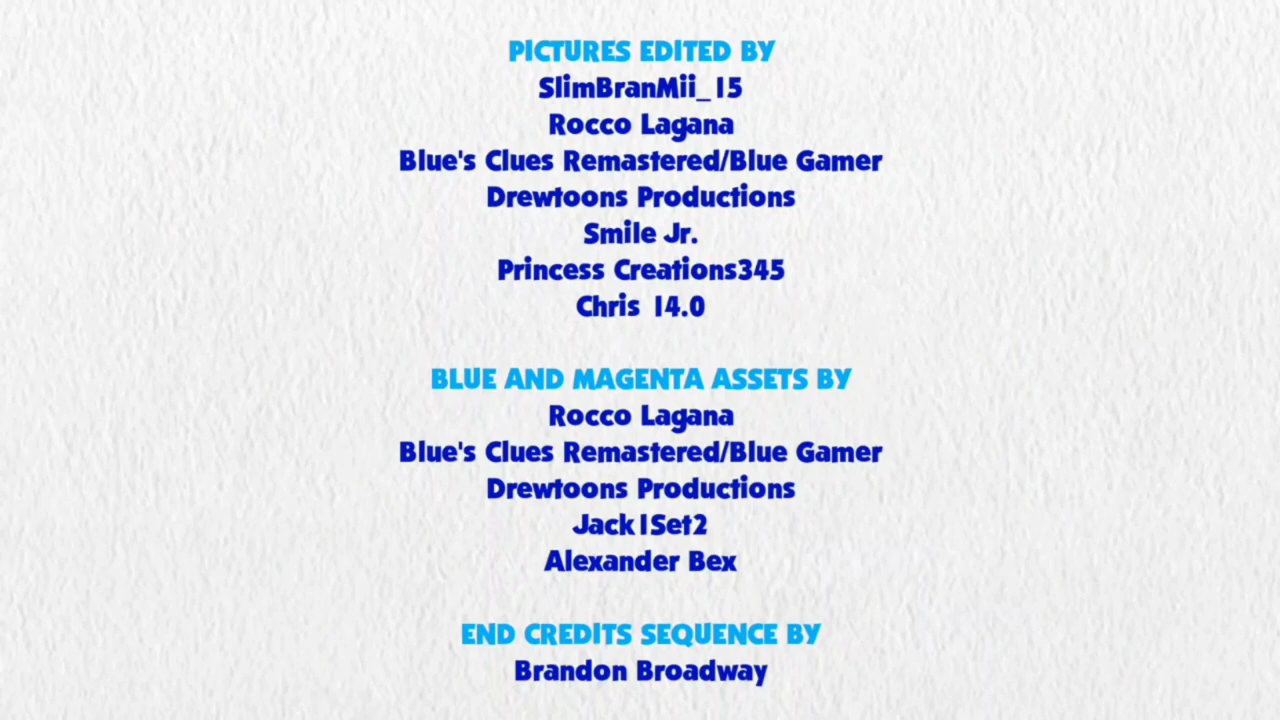 PICTURES EDITED BY
SlimBranMii_15
Rocco Lagana
Blue's Clues Remastered/Blue Gamer
Drewtoons Productions
Smile Jr.
Princess Creations345
Chris 14.0
BLUE AND MAGENTA ASSETS BY
Rocco Lagana
Blue's Clues Remastered/Blue Gamer
Drewtoons Productions
Jack1Set2
Alexander Bex
END CREDITS SEQUENCE BY
Brandon Broadway